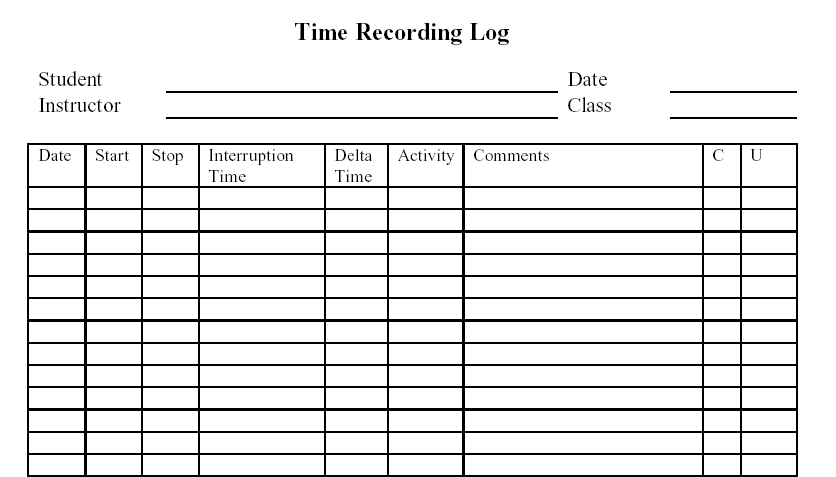 Time Recording Log
Student Date
Instructor Class
Date Start Stop Interruption Delta Activity Comments C U
Time Time